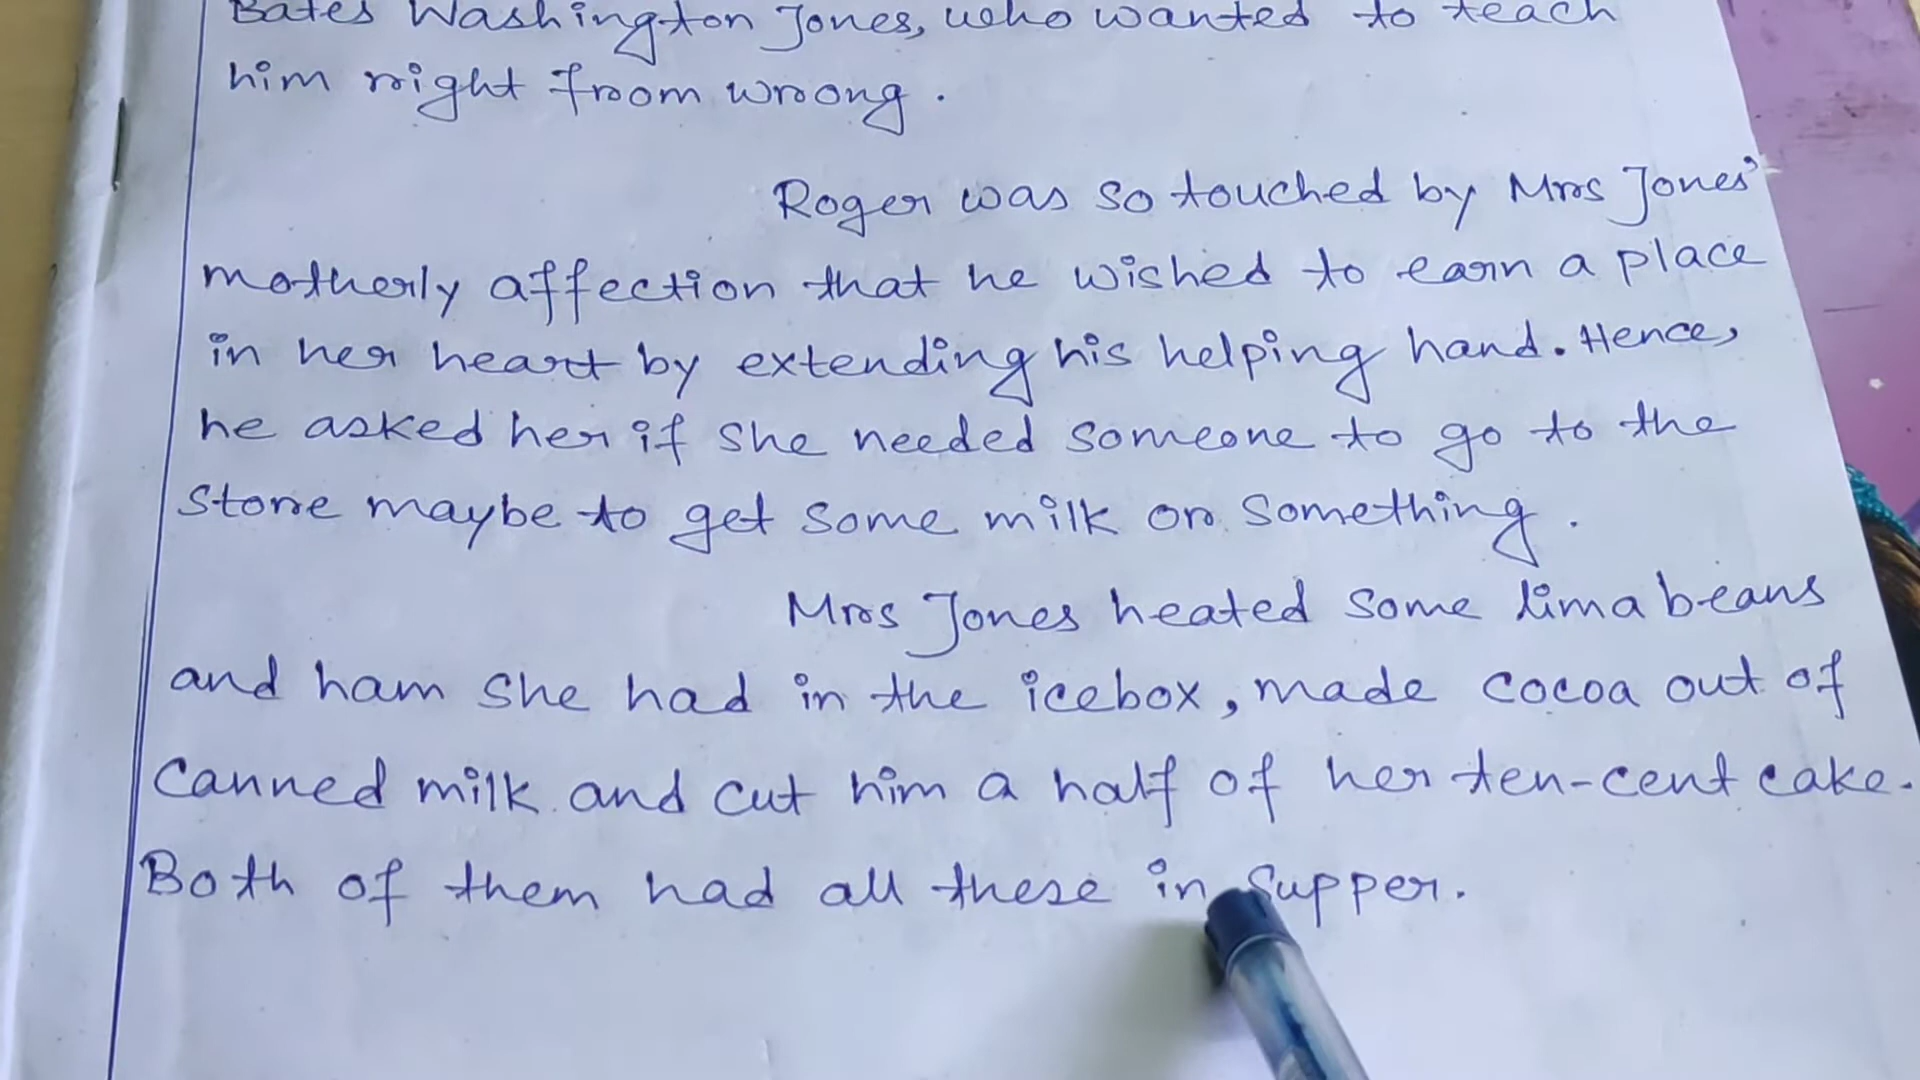 Bates Washington Jones, who wanted to teach
him right from wrong.
Roger was so touched by Mrs Jones'
motherly affection that he wished to earn a place
in her heart by extending his helping hand. Hence,
he asked her if she needed someone to go to the
store maybe to get some milk or something.
Mrs Jones heated some lima beans
and ham she had in the icebox, made cocoa out of
canned milk and cut him a half of her ten-cent cake.
Both of them had all these in supper.